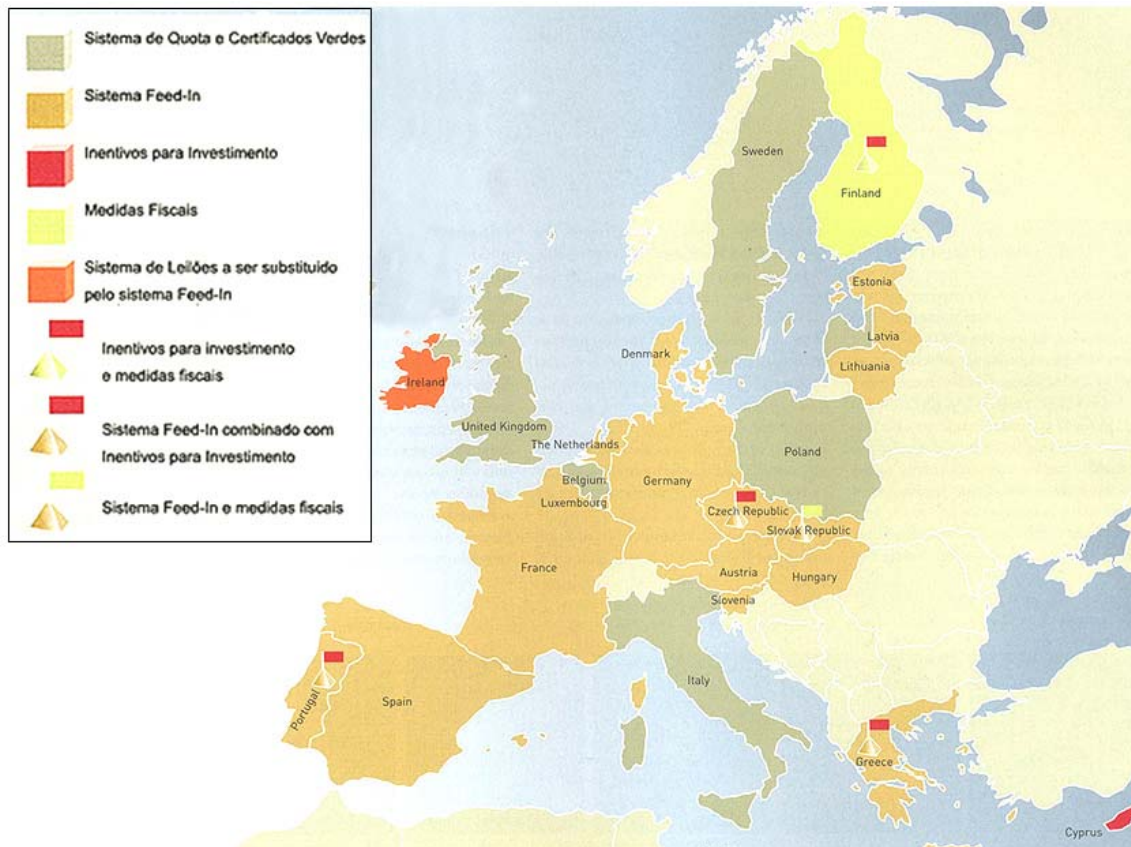 Sistema de Quota e Certificados Verdes
Sistema Feed-In
Inentivos para Investimento
Medidas Fiscais
Sistema de Leilões a ser substituido
pelo sistema Feed-In
Inentivos para investimento
e medidas fiscais
Sistema Feed-In combinado com
Inentivos para Investimento
Sistema Feed-In e medidas fiscais
Sweden
Finland
Estonia
Latvia
Lithuania
Denmark
Ireland
United Kingdom
The Netherlands
Poland
Belgium
Germany
Luxembourg
Czech Republic
Slovak Republic
France
Austria
Hungary
Slovenia
Italy
Portugal
Spain
Greece
Cyprus